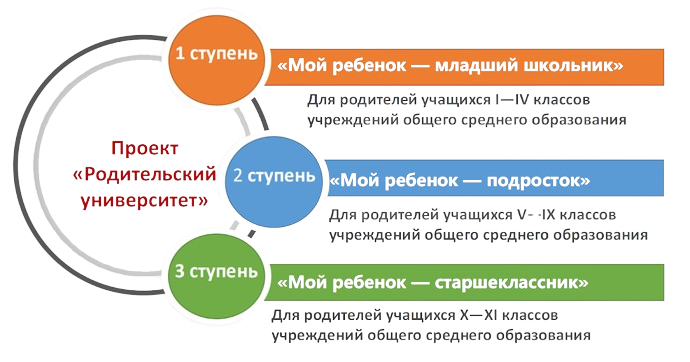 Проект
«Родительский
университет»
1 ступень
«Мой ребенок — младший школьник»
Для родителей учащихся I—IV классов
учреждений общего среднего образования
2 ступень
«Мой ребенок — подросток»
Для родителей учащихся V- -IX классов
учреждений общего среднего образования
3 ступень
«Мой ребенок — старшеклассник»
Для родителей учащихся X—XI классов
учреждений общего среднего образования